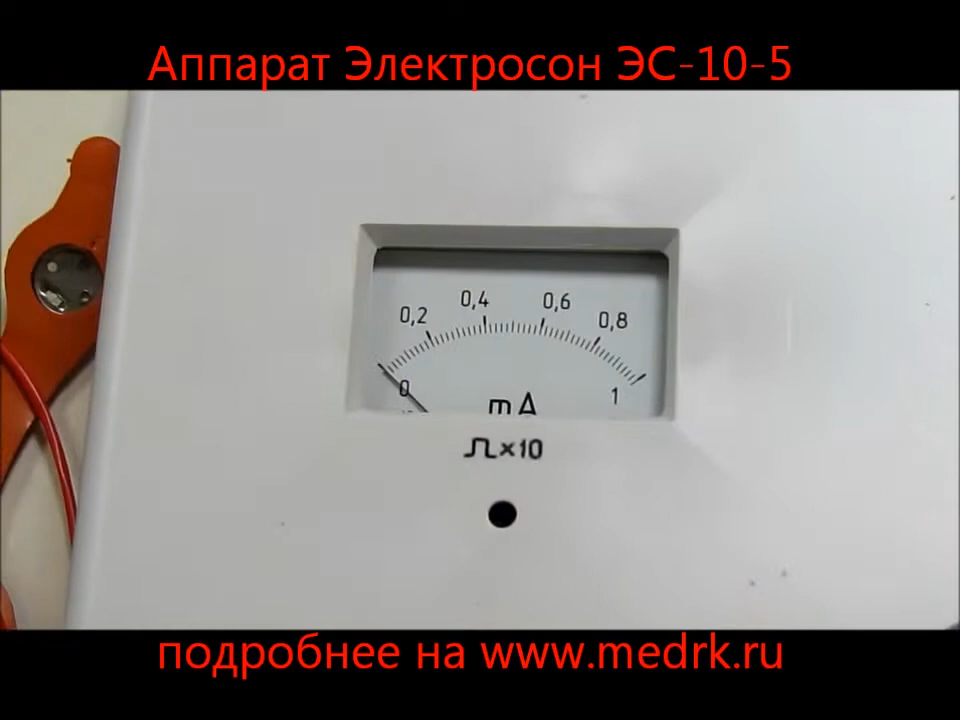 Аппарат Электросон ЭС-10-5
0,2 0,4 0,6 0,8
0 1
mA
⎍x10
подробнее на www.medrk.ru